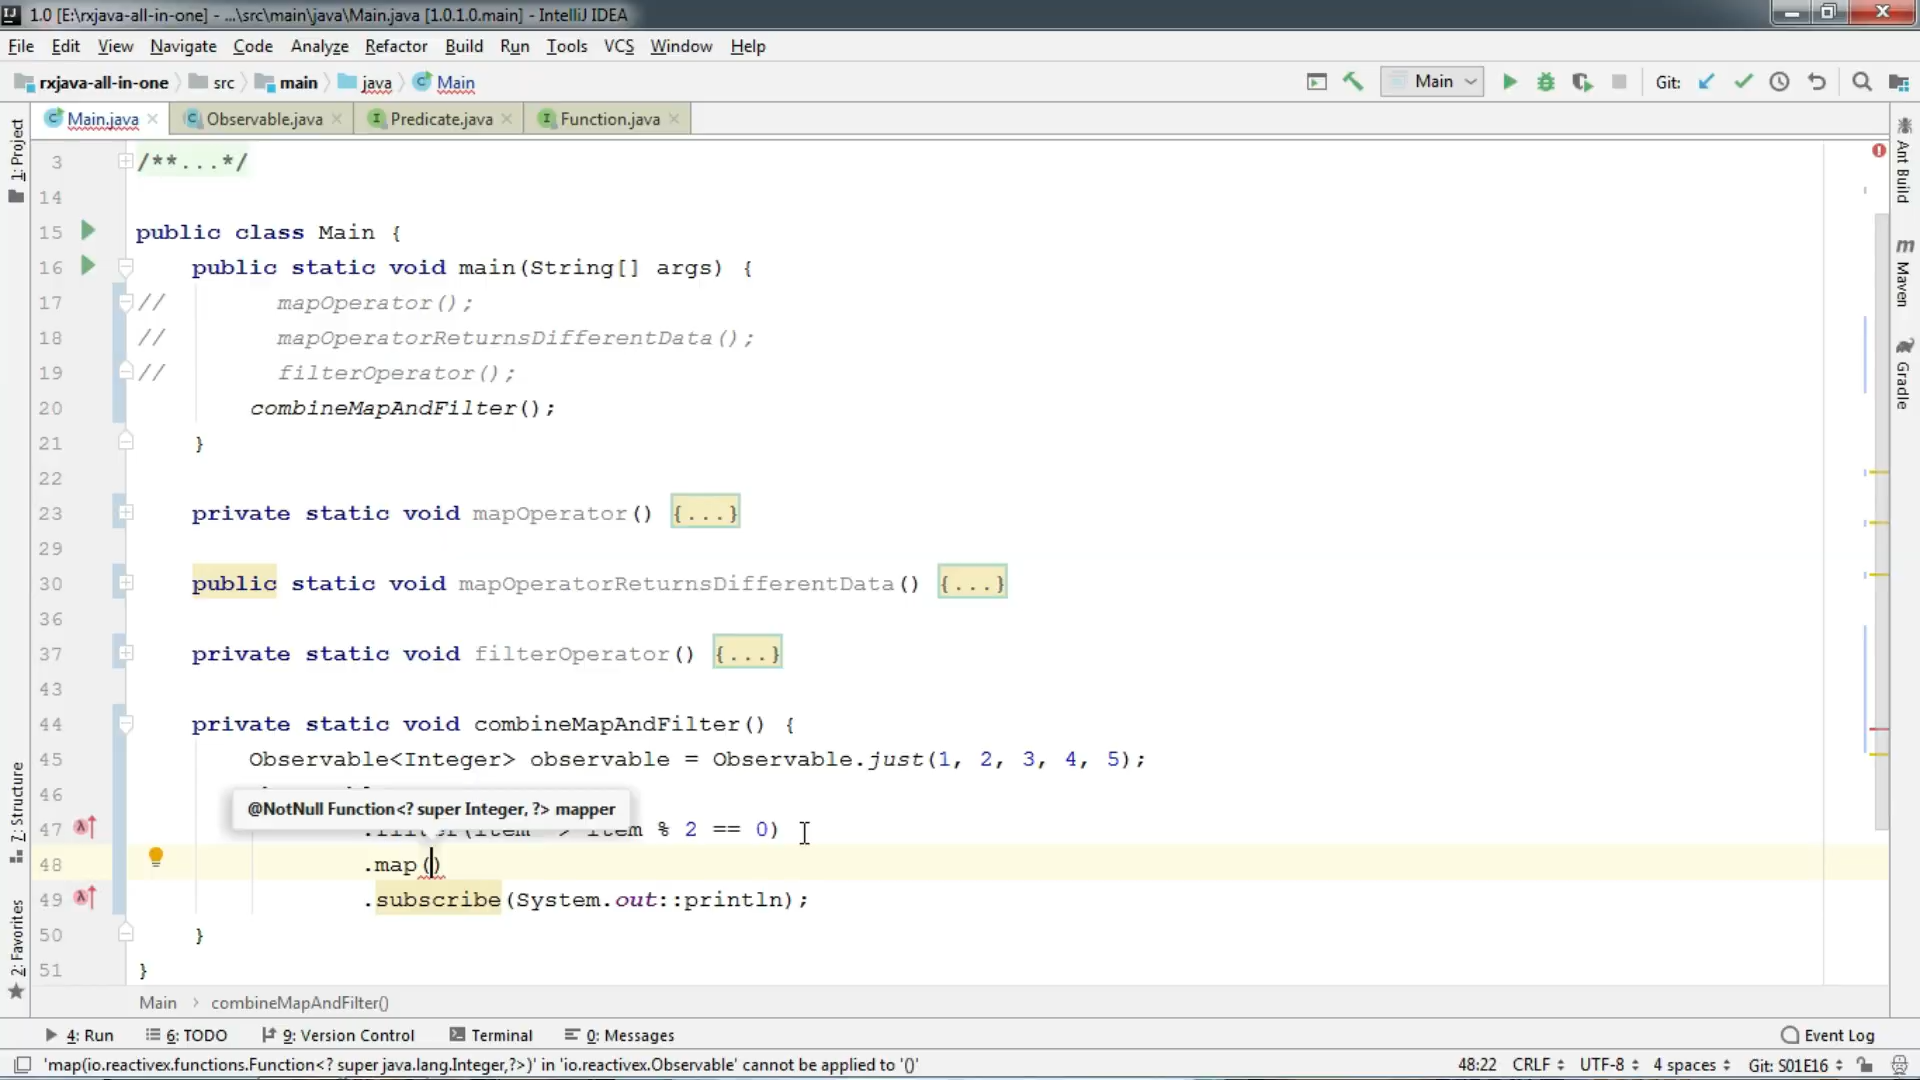 1.0 [E:\rxjava-all-in-one] - ...\src\main\java\Main.java [1.0.1.0.main] - IntelliJ IDEA
File Edit View Navigate Code Analyze Refactor Build Run Tools VCS Window Help
rxjava-all-in-one src main java Main Main Git:
Main.java Observable.java Predicate.java Function.java
1: Project
7: Structure
2: Favorites
Ant Build
Maven
Gradle
3 /**...*/
14
15 public class Main {
16 public static void main(String[] args) {
17 // mapOperator();
18 // mapOperatorReturnsDifferentData();
19 // filterOperator();
20 combineMapAndFilter();
21 }
22
23 private static void mapOperator() {...}
29
30 public static void mapOperatorReturnsDifferentData() {...}
36
37 private static void filterOperator() {...}
43
44 private static void combineMapAndFilter() {
45 Observable<Integer> observable = Observable.just(1, 2, 3, 4, 5);
46
@NotNull Function<? super Integer, ?> mapper
47 .filter(item -> item % 2 == 0)
48 .map()
49 .subscribe(System.out::println);
50 }
51 }
Main combineMapAndFilter()
4: Run 6: TODO 9: Version Control Terminal 0: Messages Event Log
'map(io.reactivex.functions.Function<? super java.lang.Integer,?>)' in 'io.reactivex.Observable' cannot be applied to '()' 48:22 CRLF UTF-8 4 spaces Git: S01E16